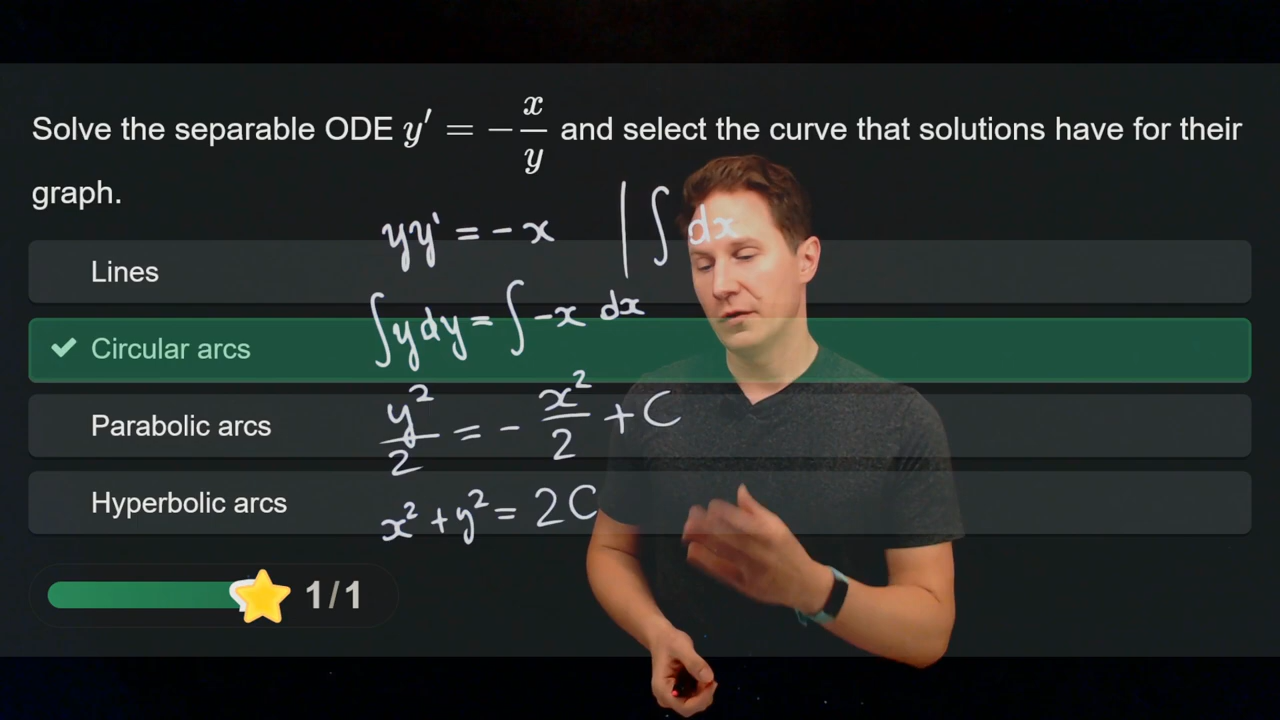 Solve the separable ODE y′ = −x/y and select the curve that solutions have for their
graph.
yy' = −x | ∫ dx
Lines
∫ydy = ∫−x dx
✔ Circular arcs
y²/2 = − x²/2 + C
Parabolic arcs
Hyperbolic arcs
x² + y² = 2C
1/1